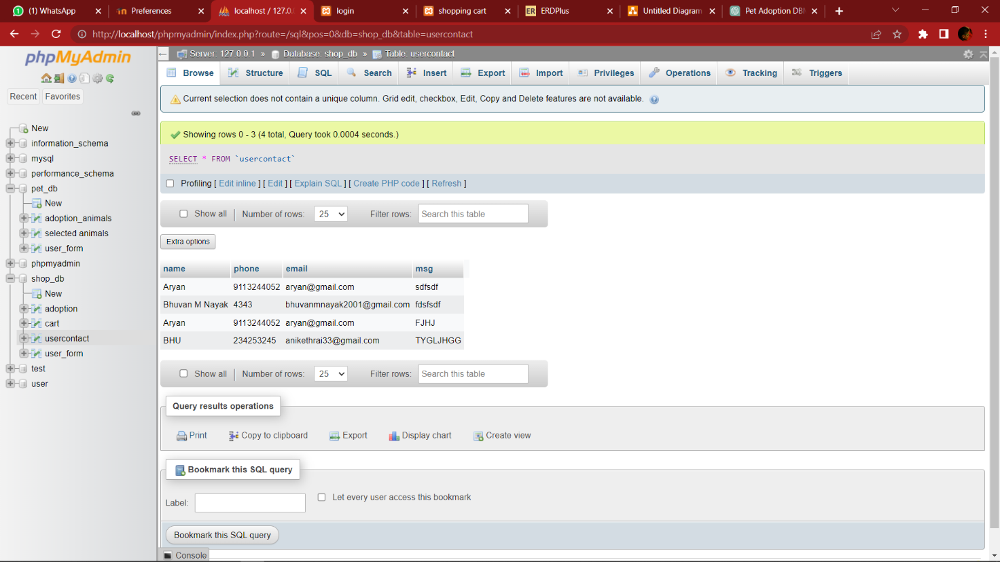 (1) WhatsApp
Preferences
localhost / 127.0.
login
shopping cart
ERDPlus
Untitled Diagram
Pet Adoption DB
http://localhost/phpmyadmin/index.php?route=/sql&pos=0&db=shop_db&table=usercontact
phpMyAdmin
Recent Favorites
New
information_schema
mysql
performance_schema
pet_db
New
adoption_animals
selected animals
user_form
phpmyadmin
shop_db
New
adoption
cart
usercontact
user_form
test
user
Server: 127.0.0.1 » Database: shop_db » Table: usercontact
Browse Structure SQL Search Insert Export Import Privileges Operations Tracking Triggers
Current selection does not contain a unique column. Grid edit, checkbox, Edit, Copy and Delete features are not available.
Showing rows 0 - 3 (4 total, Query took 0.0004 seconds.)
SELECT * FROM `usercontact`
Profiling [ Edit inline ] [ Edit ] [ Explain SQL ] [ Create PHP code ] [ Refresh ]
Show all | Number of rows: 25 Filter rows: Search this table
Extra options
name phone email msg
Aryan 9113244052 aryan@gmail.com sdfsdf
Bhuvan M Nayak 4343 bhuvanmnayak2001@gmail.com fdsfsdf
Aryan 9113244052 aryan@gmail.com FJHJ
BHU 234253245 anikethrai33@gmail.com TYGLJHGG
Show all | Number of rows: 25 Filter rows: Search this table
Query results operations
Print Copy to clipboard Export Display chart Create view
Bookmark this SQL query
Label: Let every user access this bookmark
Bookmark this SQL query
Console